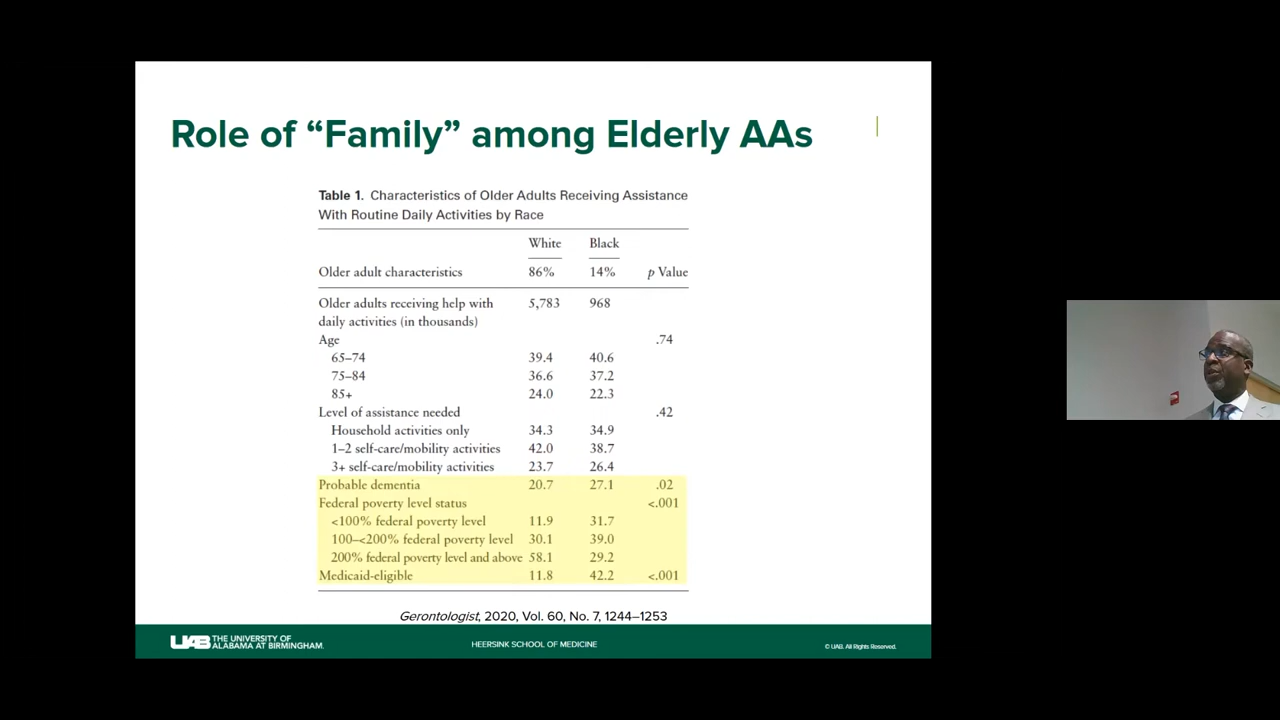 Role of “Family” among Elderly AAs
Table 1. Characteristics of Older Adults Receiving Assistance
With Routine Daily Activities by Race
White Black
Older adult characteristics 86% 14% p Value
Older adults receiving help with 5,783 968
daily activities (in thousands)
Age .74
65–74 39.4 40.6
75–84 36.6 37.2
85+ 24.0 22.3
Level of assistance needed .42
Household activities only 34.3 34.9
1–2 self-care/mobility activities 42.0 38.7
3+ self-care/mobility activities 23.7 26.4
Probable dementia 20.7 27.1 .02
Federal poverty level status <.001
<100% federal poverty level 11.9 31.7
100–<200% federal poverty level 30.1 39.0
200% federal poverty level and above 58.1 29.2
Medicaid-eligible 11.8 42.2 <.001
Gerontologist, 2020, Vol. 60, No. 7, 1244–1253
UAB THE UNIVERSITY OF
ALABAMA AT BIRMINGHAM.
HEERSINK SCHOOL OF MEDICINE
© UAB. All Rights Reserved.